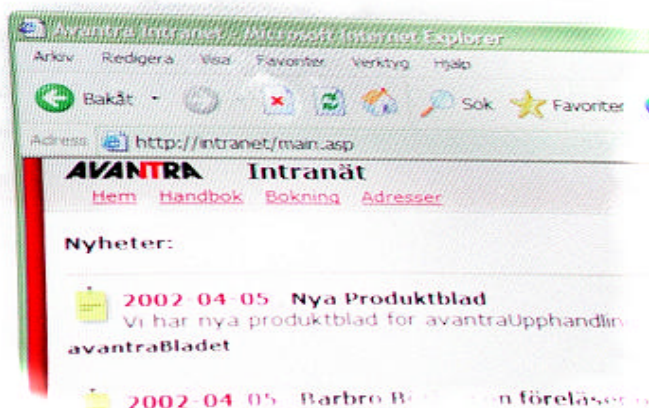 Avantra Intranet - Microsoft Internet Explorer
Arkiv Redigera Visa Favoriter Verktyg Hjälp
Bakåt Sök Favoriter
Adress http://intranet/main.asp
AVANTRA Intranät
Hem Handbok Bokning Adresser
Nyheter:
2002-04-05 Nya Produktblad
Vi har nya produktblad för avantraUpphandlin
avantraBladet
2002-04-05 Barbro föreläser